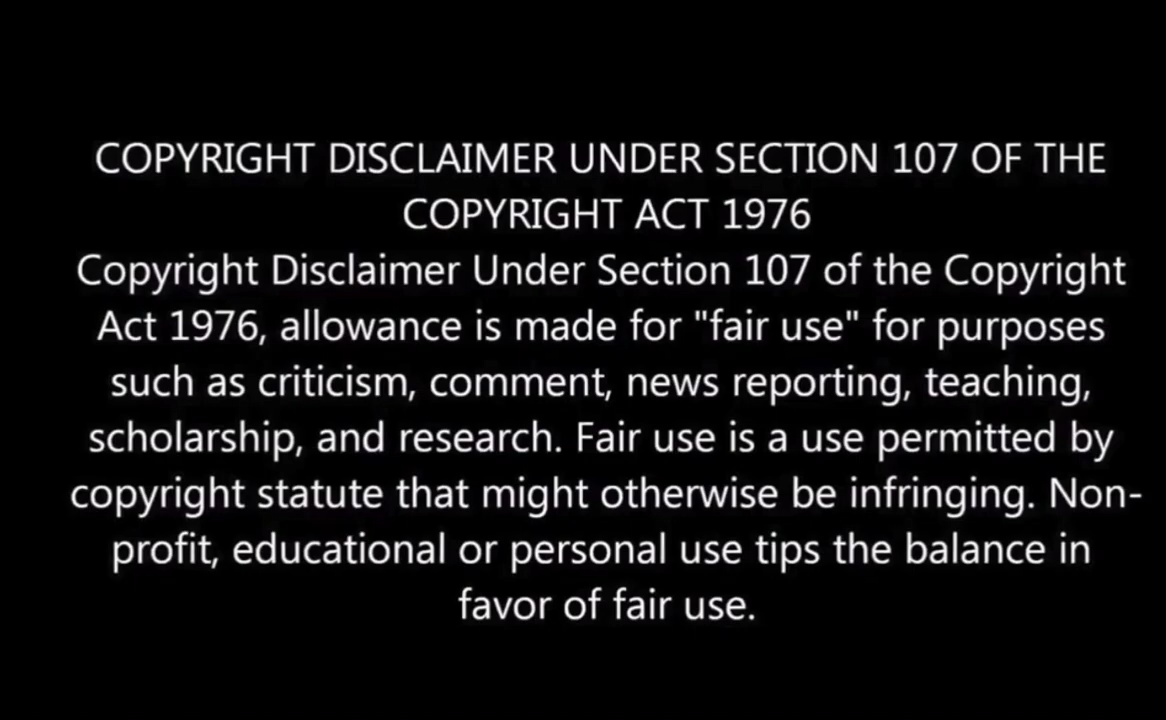 COPYRIGHT DISCLAIMER UNDER SECTION 107 OF THE
COPYRIGHT ACT 1976
Copyright Disclaimer Under Section 107 of the Copyright
Act 1976, allowance is made for "fair use" for purposes
such as criticism, comment, news reporting, teaching,
scholarship, and research. Fair use is a use permitted by
copyright statute that might otherwise be infringing. Non-
profit, educational or personal use tips the balance in
favor of fair use.